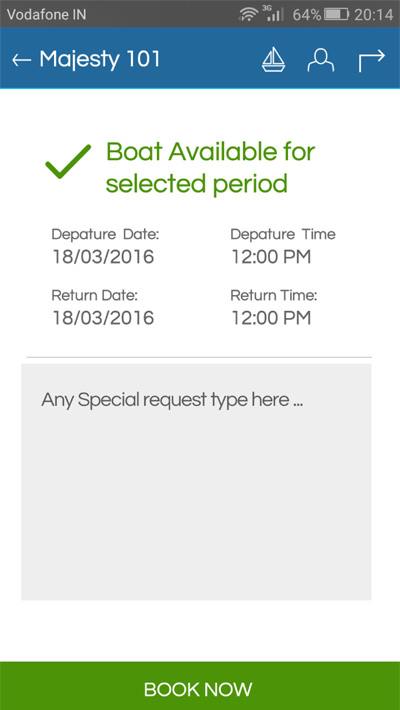 Vodafone IN 3G 64% 20:14
← Majesty 101
Boat Available for
selected period
Depature Date: Depature Time
18/03/2016 12:00 PM
Return Date: Return Time:
18/03/2016 12:00 PM
Any Special request type here ...
BOOK NOW